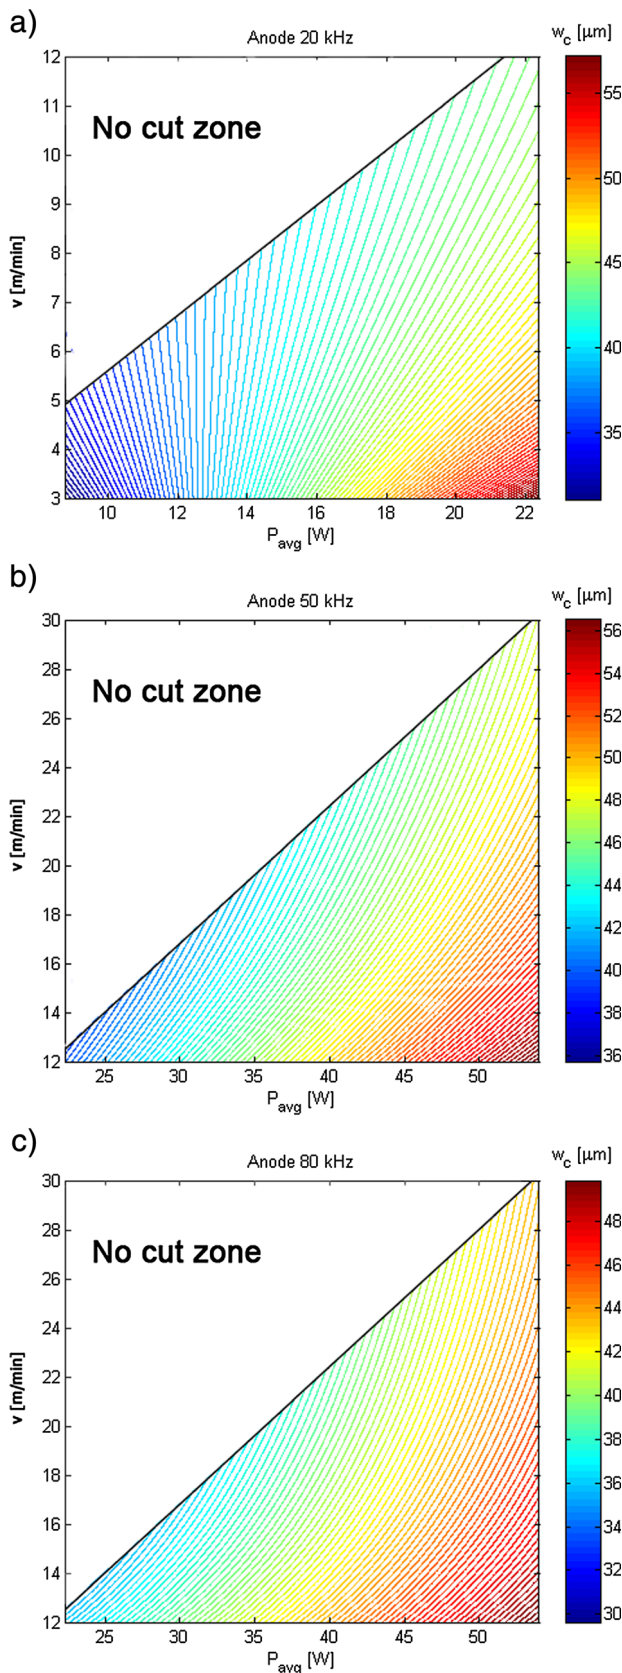 a)
Anode 20 kHz
w_c [μm]
No cut zone
12
11
10
9
8
7
6
5
4
3
v [m/min]
10 12 14 16 18 20 22
P_avg [W]
55
50
45
40
35
b)
Anode 50 kHz
w_c [μm]
No cut zone
30
28
26
24
22
20
18
16
14
12
v [m/min]
25 30 35 40 45 50
P_avg [W]
56
54
52
50
48
46
44
42
40
38
36
c)
Anode 80 kHz
w_c [μm]
No cut zone
30
28
26
24
22
20
18
16
14
12
v [m/min]
25 30 35 40 45 50
P_avg [W]
48
46
44
42
40
38
36
34
32
30